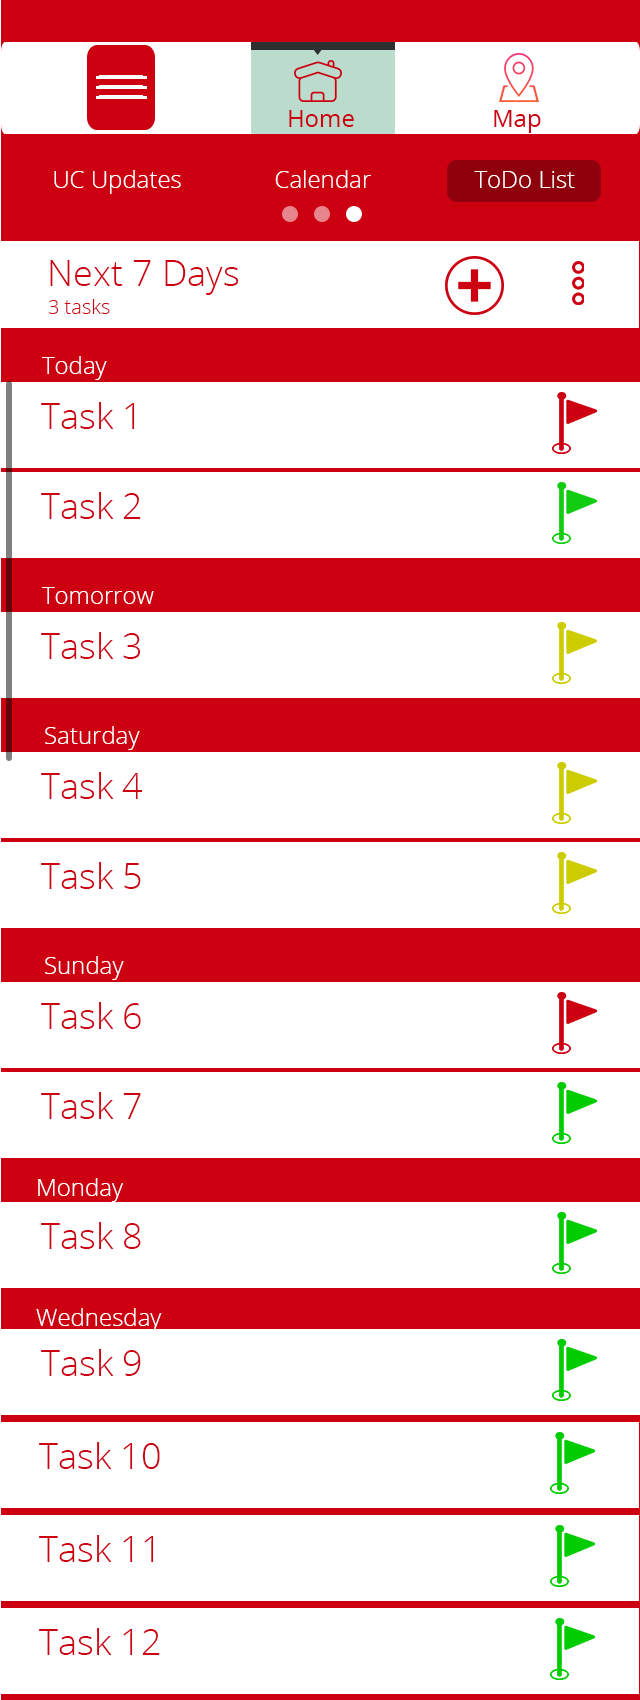 Home
Map
UC Updates
Calendar
ToDo List
Next 7 Days
3 tasks
Today
Task 1
Task 2
Tomorrow
Task 3
Saturday
Task 4
Task 5
Sunday
Task 6
Task 7
Monday
Task 8
Wednesday
Task 9
Task 10
Task 11
Task 12